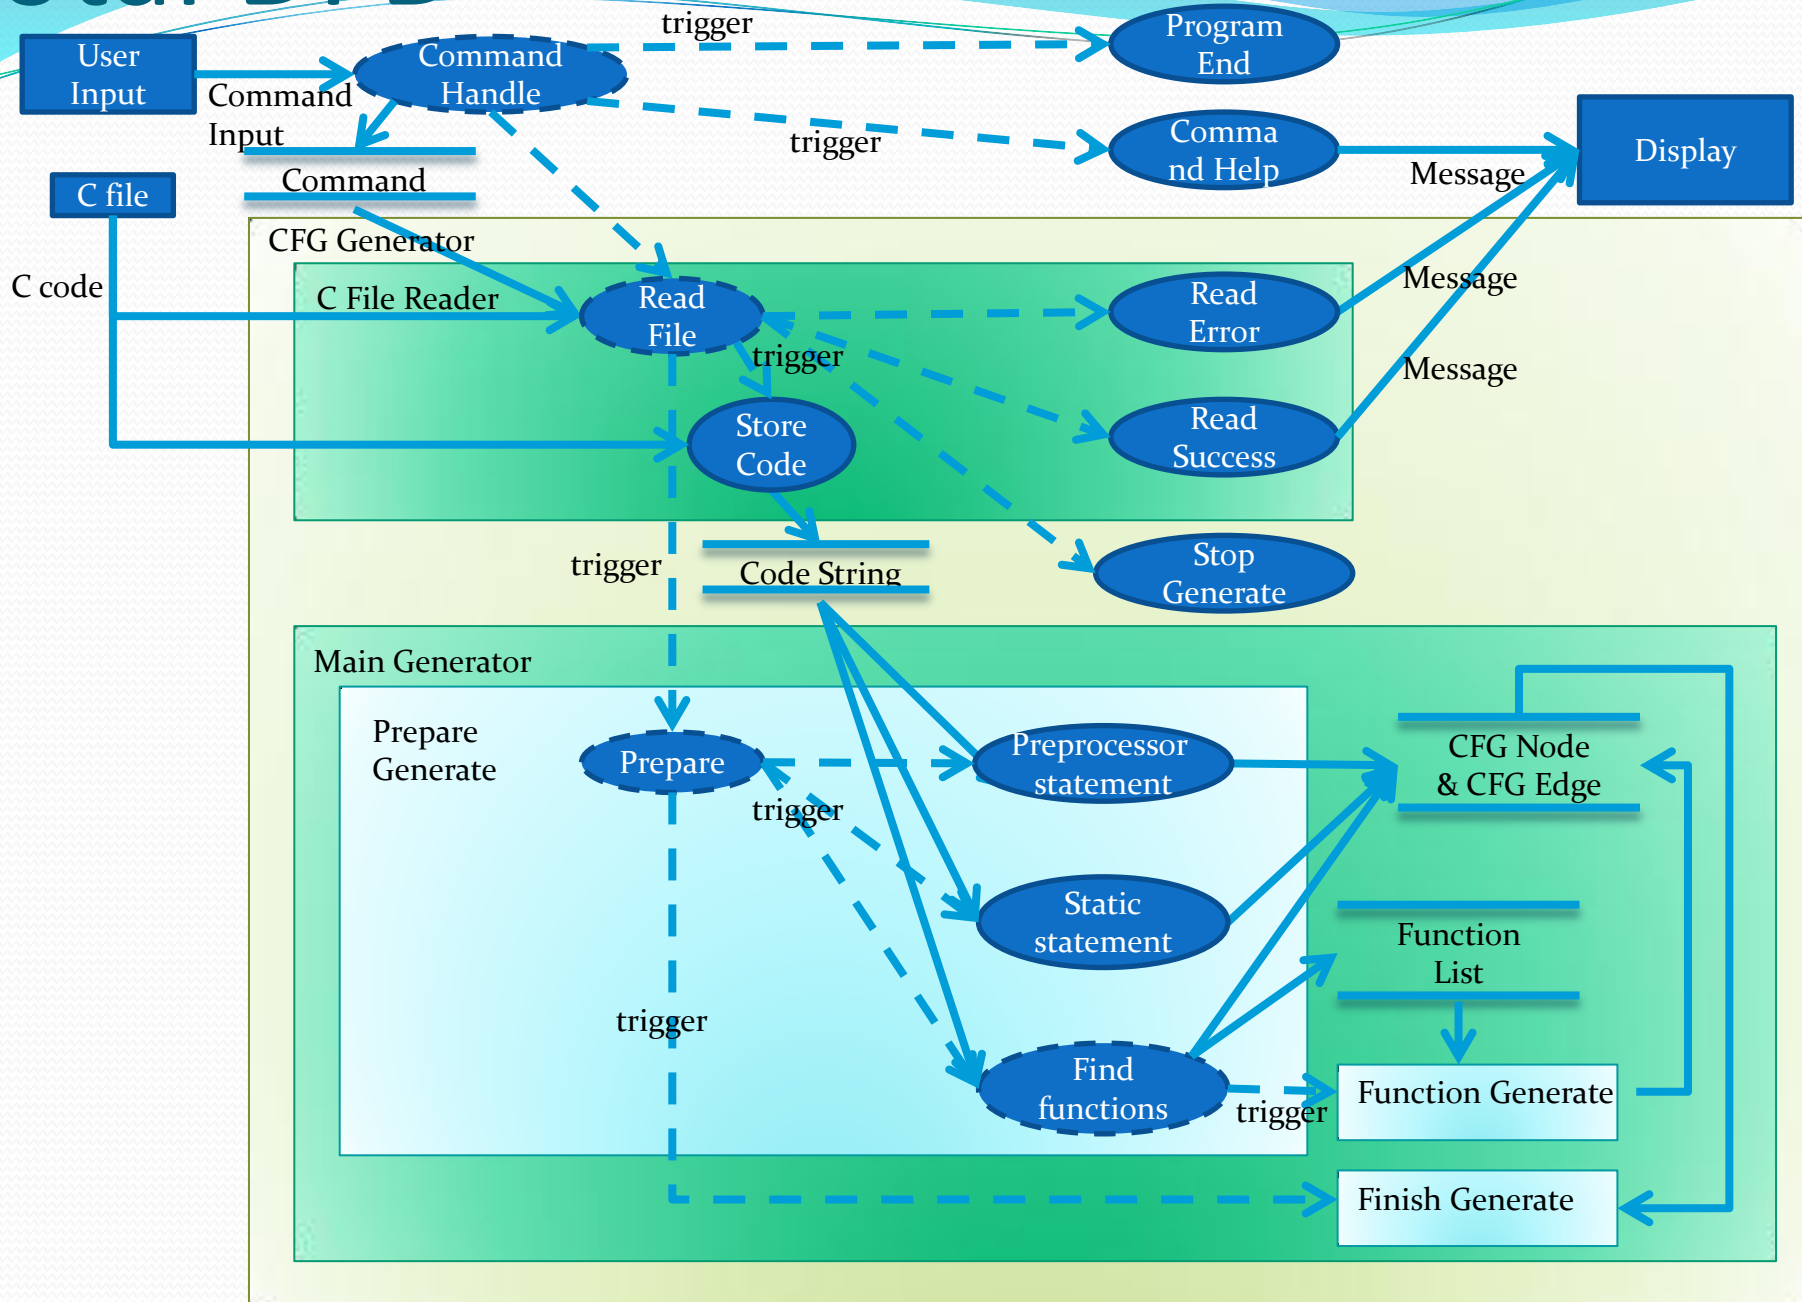 trigger
User
Input
Command
Handle
Program
End
Command
Input
trigger
Comma
nd Help
Display
Message
Command
C file
CFG Generator
C code
C File Reader
Read
File
Read
Error
Message
trigger
Message
Store
Code
Read
Success
trigger
Code String
Stop
Generate
Main Generator
Prepare
Generate
Prepare
Preprocessor
statement
CFG Node
& CFG Edge
trigger
Static
statement
Function
List
trigger
Find
functions
trigger
Function Generate
Finish Generate